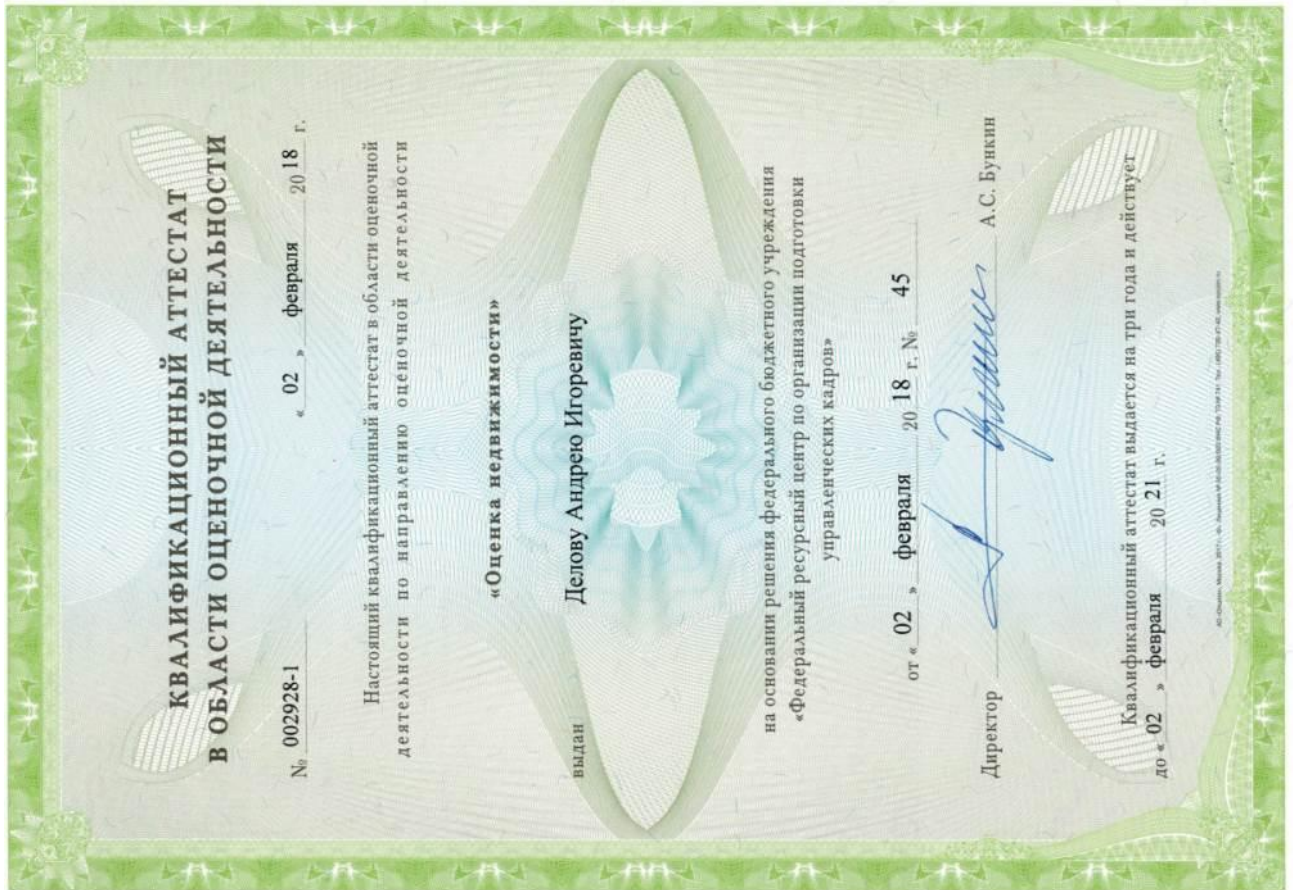 КВАЛИФИКАЦИОННЫЙ АТТЕСТАТ
В ОБЛАСТИ ОЦЕНОЧНОЙ ДЕЯТЕЛЬНОСТИ
№ 002928-1 « 02 » февраля 20 18 г.
Настоящий квалификационный аттестат в области оценочной
деятельности по направлению оценочной деятельности
«Оценка недвижимости»
выдан Делову Андрею Игоревичу
на основании решения федерального бюджетного учреждения
«Федеральный ресурсный центр по организации подготовки
управленческих кадров»
от « 02 » февраля 20 18 г. № 45
Директор А.С. Бункин
Квалификационный аттестат выдается на три года и действует
до « 02 » февраля 20 21 г.